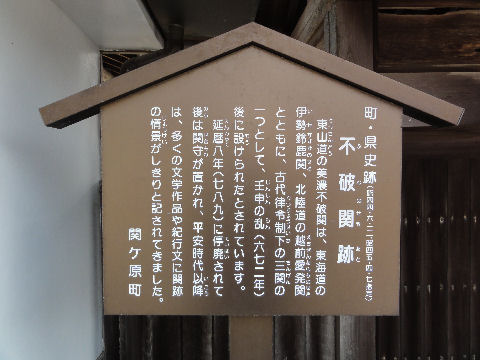 町・県史跡
不破関跡
東山道の美濃不破関は、東海道の
伊勢鈴鹿関、北陸道の越前愛発関
とともに、古代律令制下の三関の
一つとして、壬申の乱(六七二年)
後に設けられたとされています。
延暦八年(七八九)に停廃されて
後は関守が置かれ、平安時代以降
は、多くの文学作品や紀行文に関跡
の情景がしきりと記されてきました。
関ケ原町